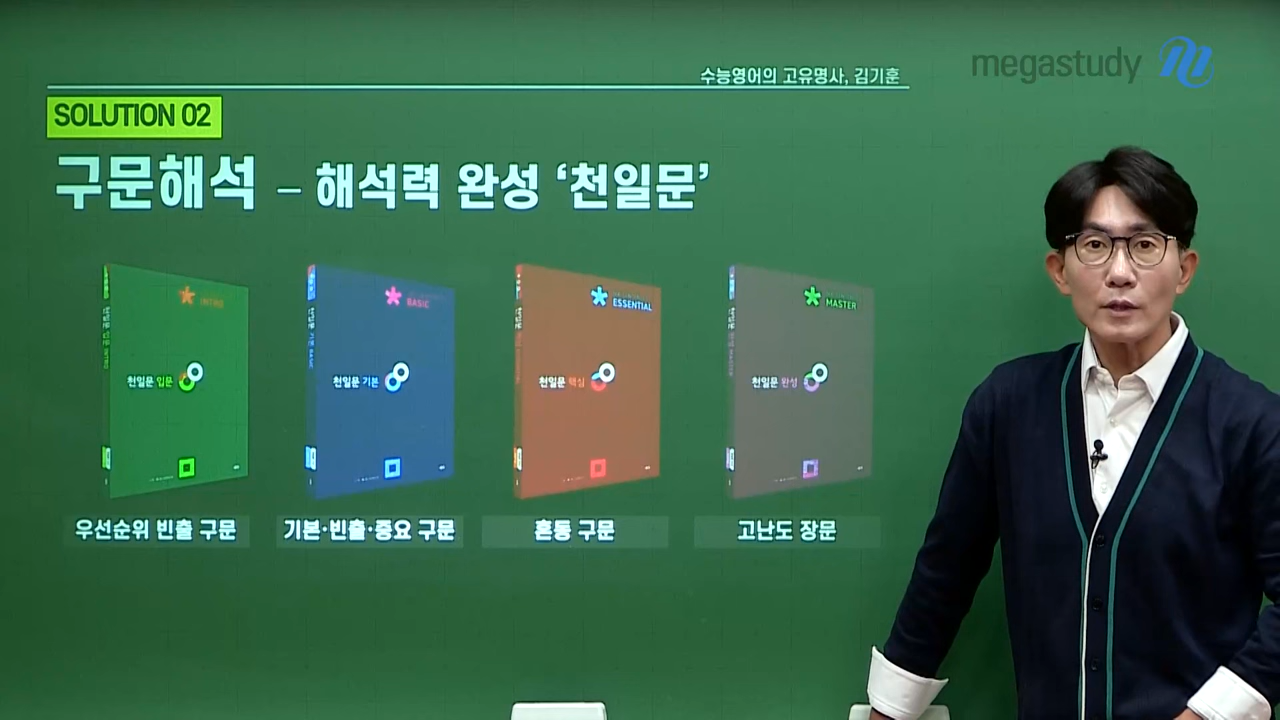 megastudy
수능영어의 고유명사, 김기훈
SOLUTION 02
구문해석 – 해석력 완성 ‘천일문’
INTRO
천일문 입문
우선순위 빈출 구문
BASIC
천일문 기본
기본·빈출·중요 구문
ESSENTIAL
천일문 핵심
혼동 구문
MASTER
천일문 완성
고난도 장문